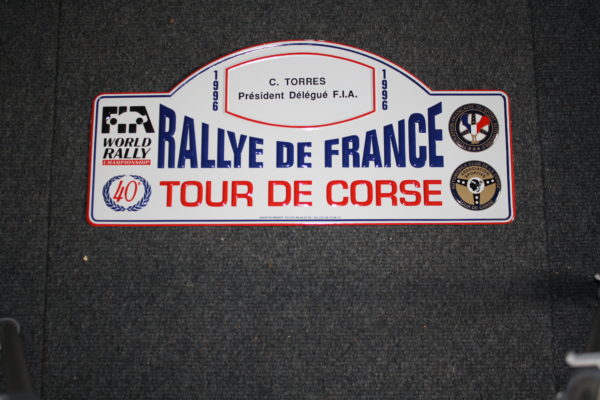 1996
C. TORRES
Président Délégué F.I.A.
1996
FIA
WORLD
RALLY
CHAMPIONSHIP
RALLYE DE FRANCE
40e
TOUR DE CORSE